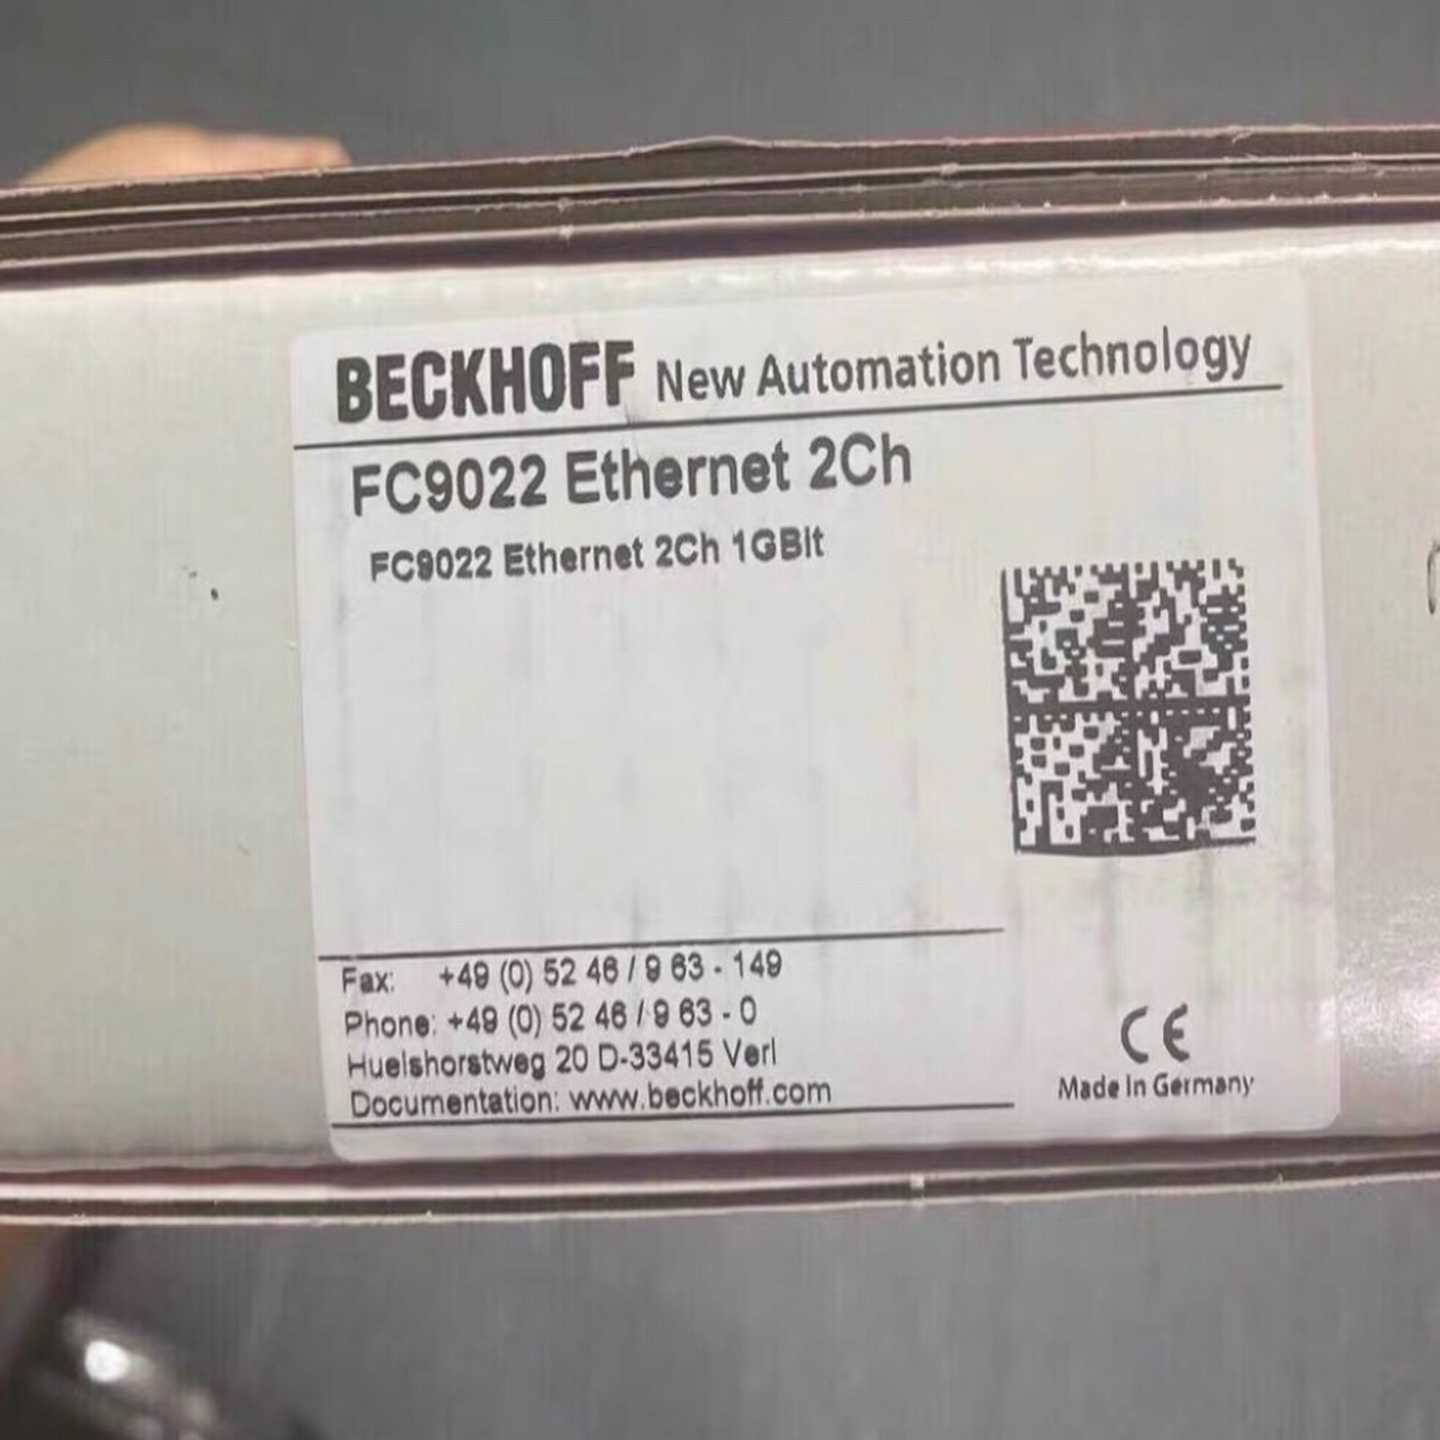 BECKHOFF New Automation Technology
FC9022 Ethernet 2Ch
FC9022 Ethernet 2Ch 1GBit
Fax: +49 (0) 52 46 / 9 63 - 149
Phone: +49 (0) 52 46 / 9 63 - 0
Huelshorstweg 20 D-33415 Verl
Documentation: www.beckhoff.com
CE
Made in Germany